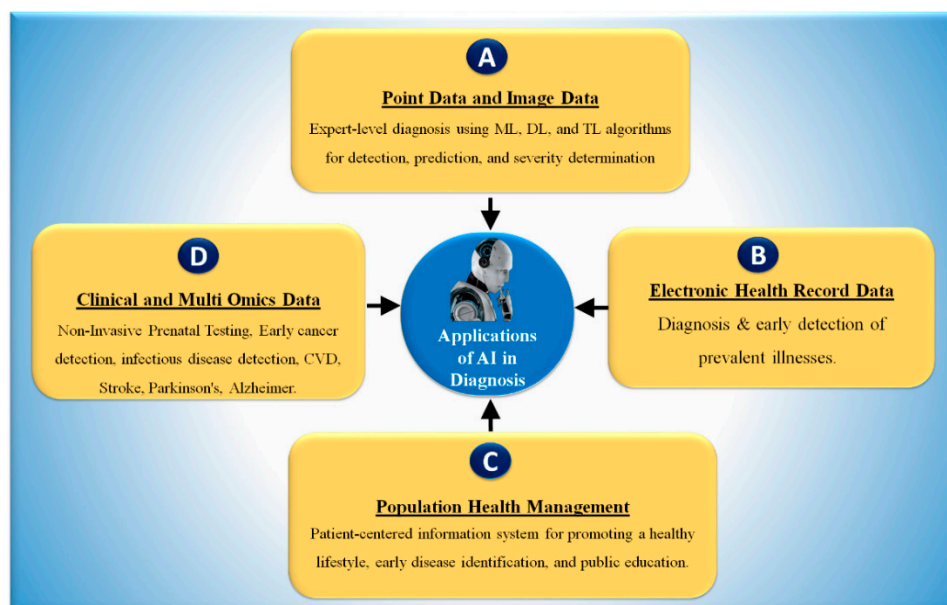 A
Point Data and Image Data
Expert-level diagnosis using ML, DL, and TL algorithms
for detection, prediction, and severity determination
D
Clinical and Multi Omics Data
Non-Invasive Prenatal Testing, Early cancer
detection, infectious disease detection, CVD,
Stroke, Parkinson's, Alzheimer.
Applications
of AI in
Diagnosis
B
Electronic Health Record Data
Diagnosis & early detection of
prevalent illnesses.
C
Population Health Management
Patient-centered information system for promoting a healthy
lifestyle, early disease identification, and public education.